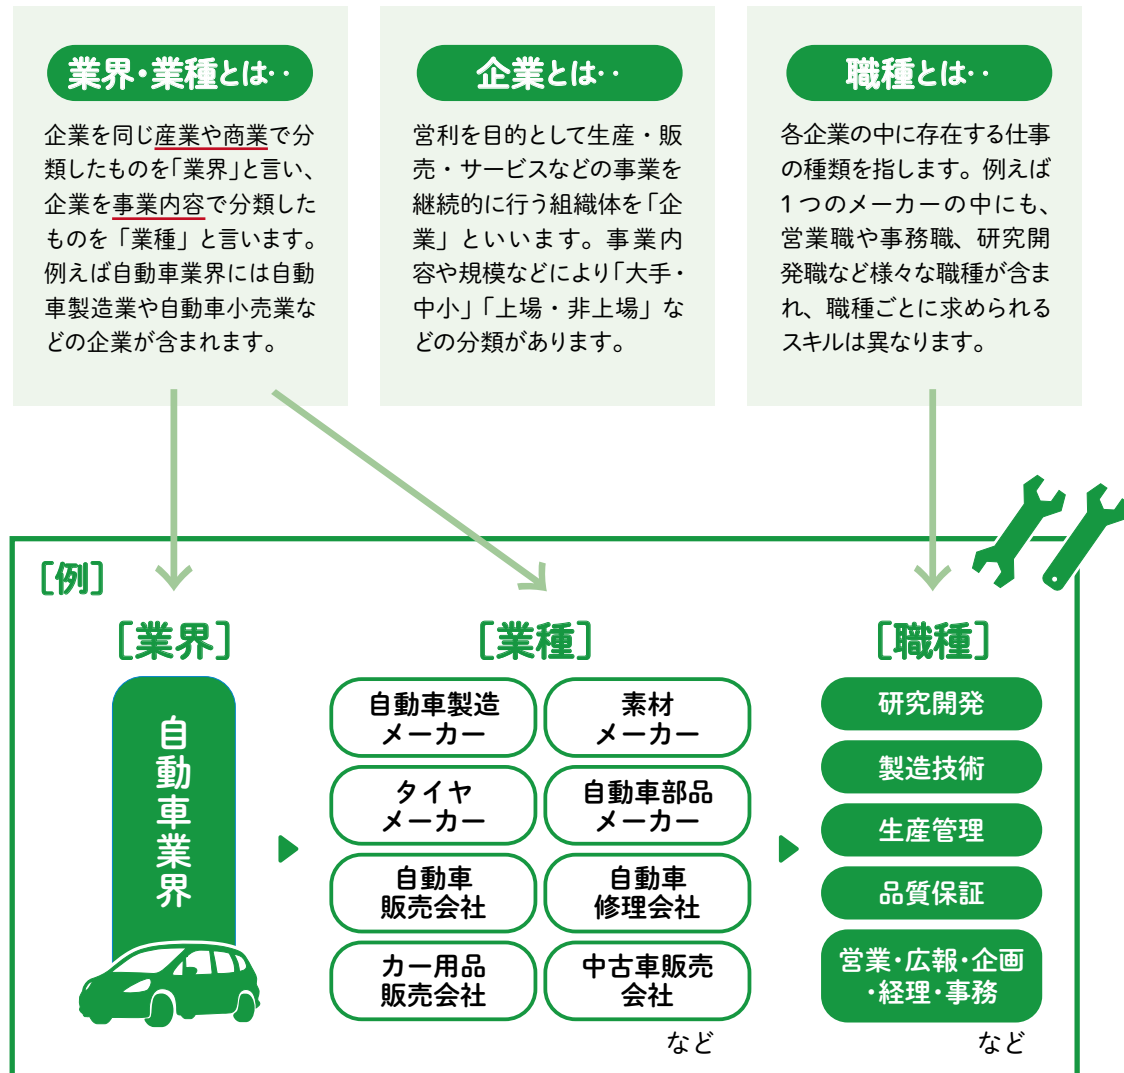 業界・業種とは‥
企業を同じ産業や商業で分
類したものを「業界」と言い、
企業を事業内容で分類した
ものを「業種」と言います。
例えば自動車業界には自動
車製造業や自動車小売業な
どの企業が含まれます。
企業とは‥
営利を目的として生産・販
売・サービスなどの事業を
継続的に行う組織体を「企
業」といいます。事業内
容や規模などにより「大手・
中小」「上場・非上場」な
どの分類があります。
職種とは‥
各企業の中に存在する仕事
の種類を指します。例えば
1つのメーカーの中にも、
営業職や事務職、研究開
発職など様々な職種が含ま
れ、職種ごとに求められる
スキルは異なります。
[例]
[業界]
自動車業界
[業種]
自動車製造
メーカー
素材
メーカー
タイヤ
メーカー
自動車部品
メーカー
自動車
販売会社
自動車
修理会社
カー用品
販売会社
中古車販売
会社
など
[職種]
研究開発
製造技術
生産管理
品質保証
営業・広報・企画
・経理・事務
など